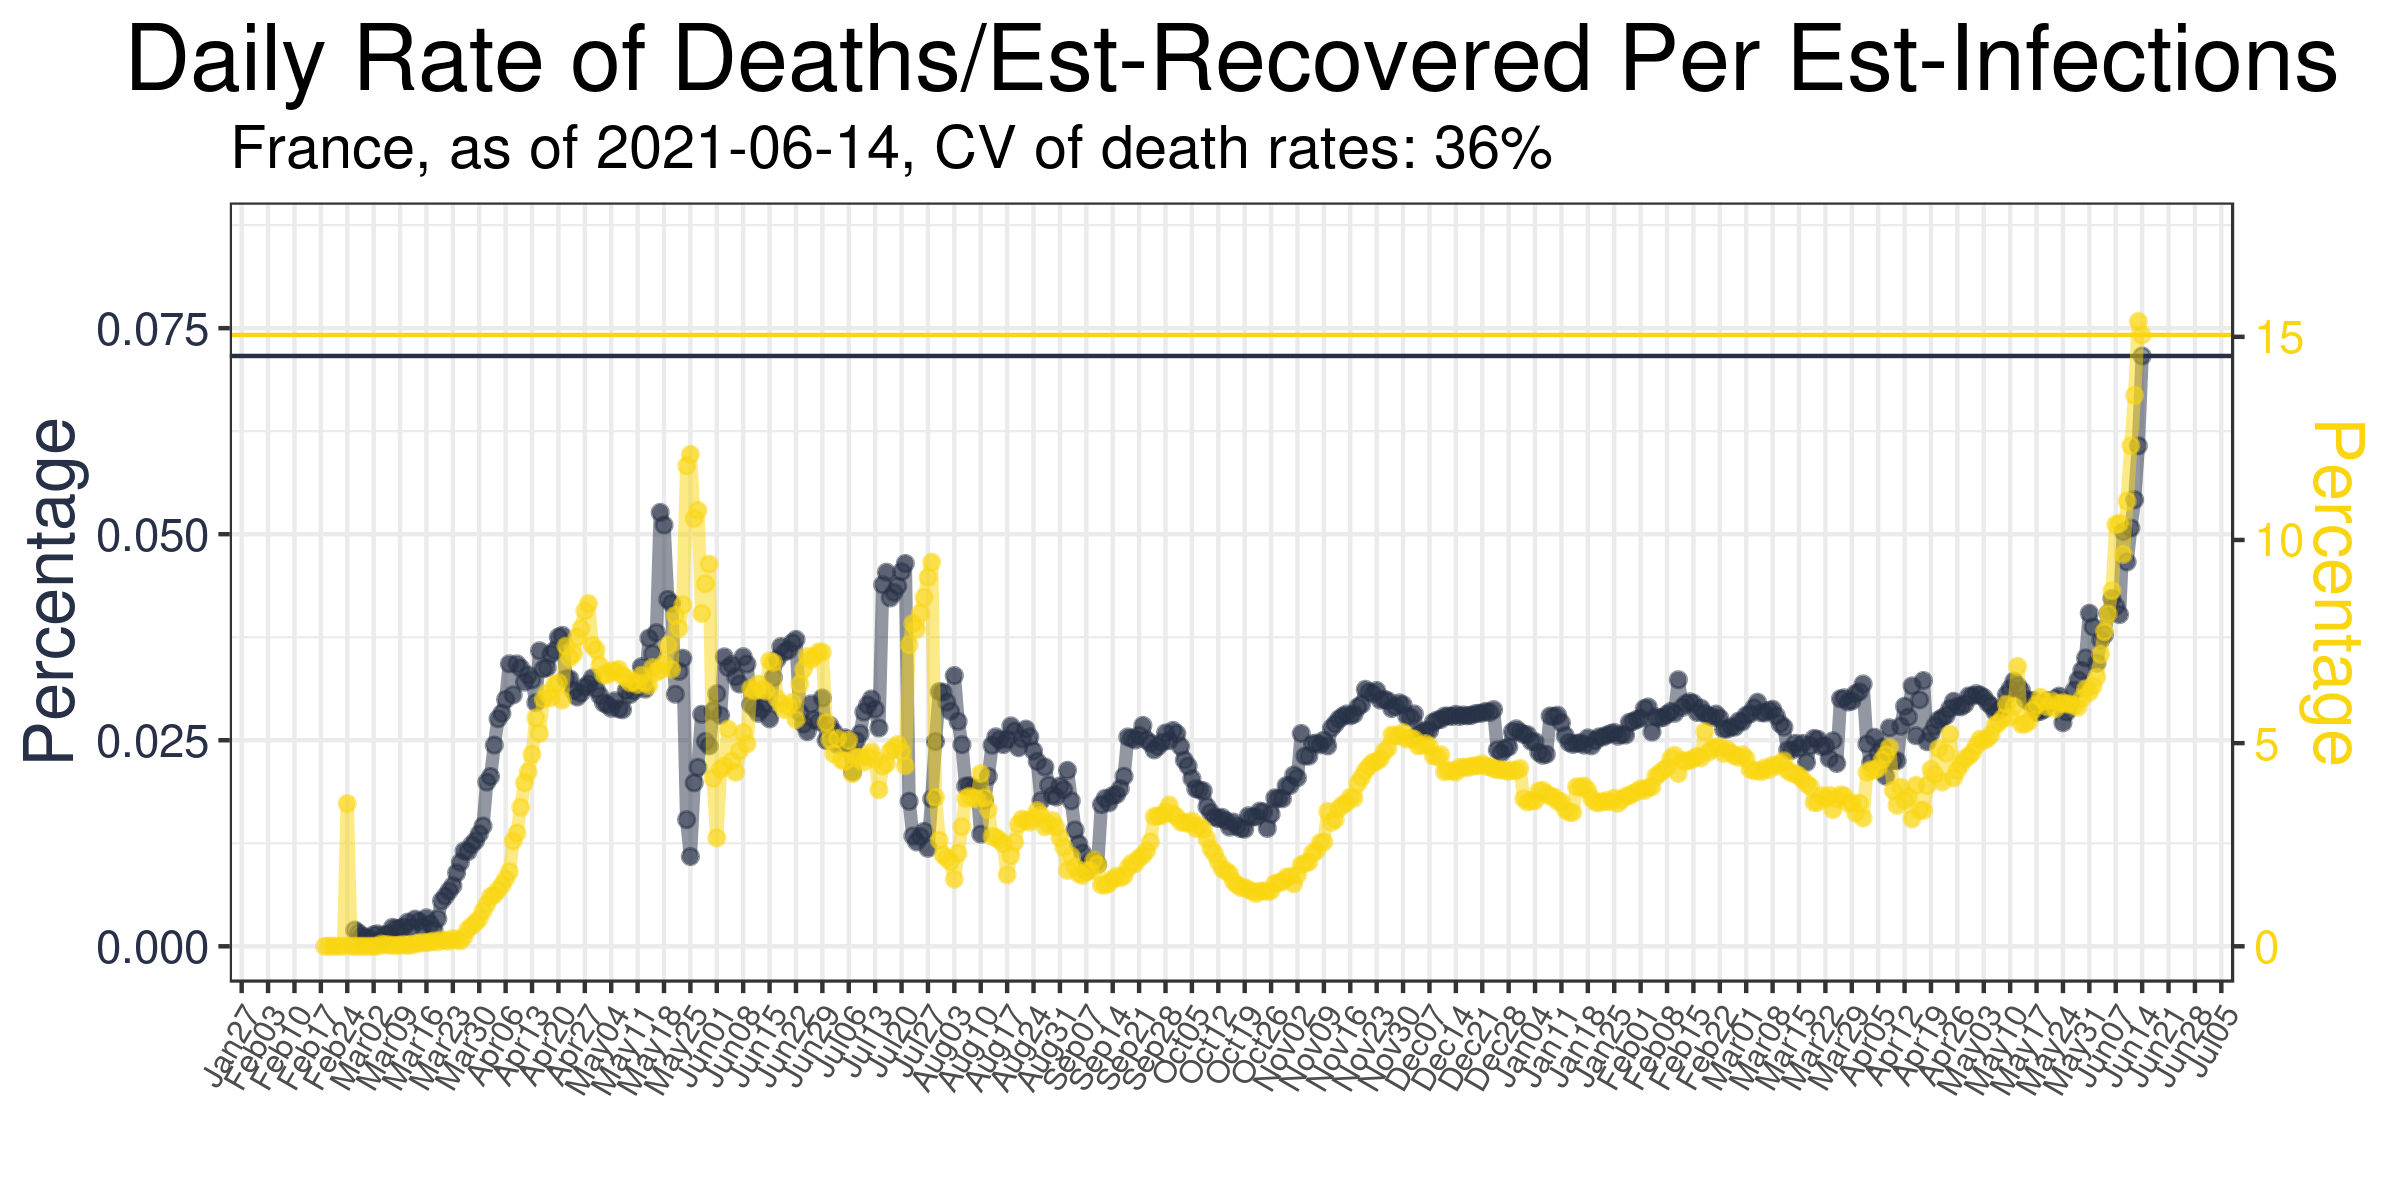 Daily Rate of Deaths/Est-Recovered Per Est-Infections
France, as of 2021-06-14, CV of death rates: 36%
Percentage
0.075
0.050
0.025
0.000
15
10
5
0
Percentage
Jan27
Feb03
Feb10
Feb17
Feb24
Mar02
Mar09
Mar16
Mar23
Mar30
Apr06
Apr13
Apr20
Apr27
May04
May11
May18
May25
Jun01
Jun08
Jun15
Jun22
Jun29
Jul06
Jul13
Jul20
Jul27
Aug03
Aug10
Aug17
Aug24
Aug31
Sep07
Sep14
Sep21
Sep28
Oct05
Oct12
Oct19
Oct26
Nov02
Nov09
Nov16
Nov23
Nov30
Dec07
Dec14
Dec21
Dec28
Jan04
Jan11
Jan18
Jan25
Feb01
Feb08
Feb15
Feb22
Mar01
Mar08
Mar15
Mar22
Mar29
Apr05
Apr12
Apr19
Apr26
May03
May10
May17
May24
May31
Jun07
Jun14
Jun21
Jun28
Jul05